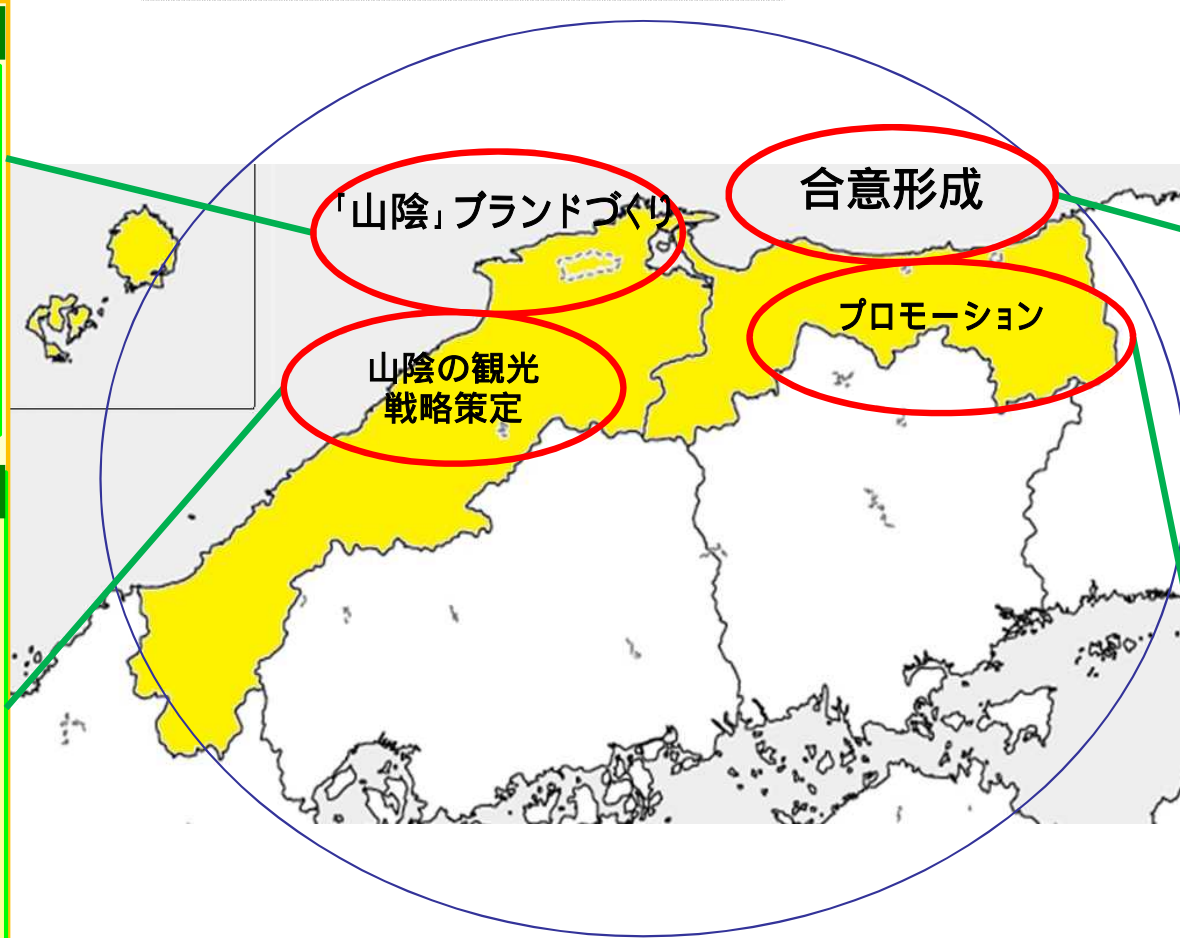 「山陰」ブランドづくり
合意形成
プロモーション
山陰の観光
戦略策定